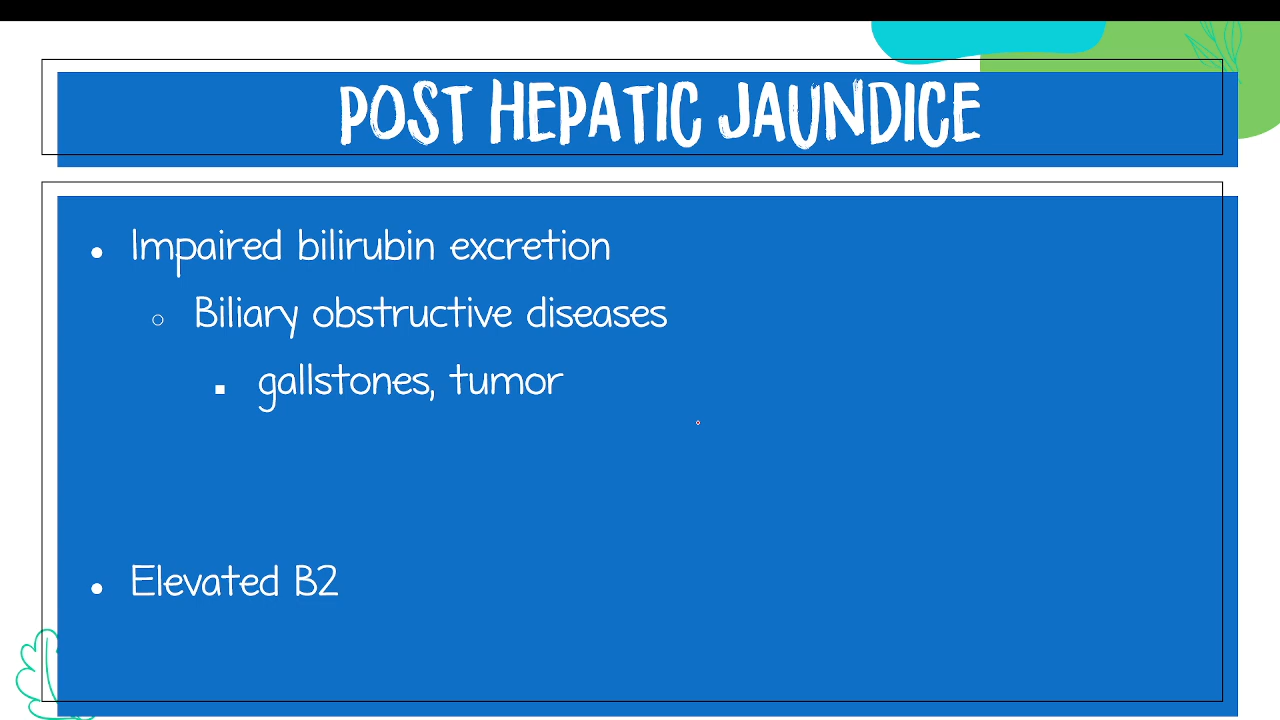 POST HEPATIC JAUNDICE
Impaired bilirubin excretion
Biliary obstructive diseases
gallstones, tumor
Elevated B2